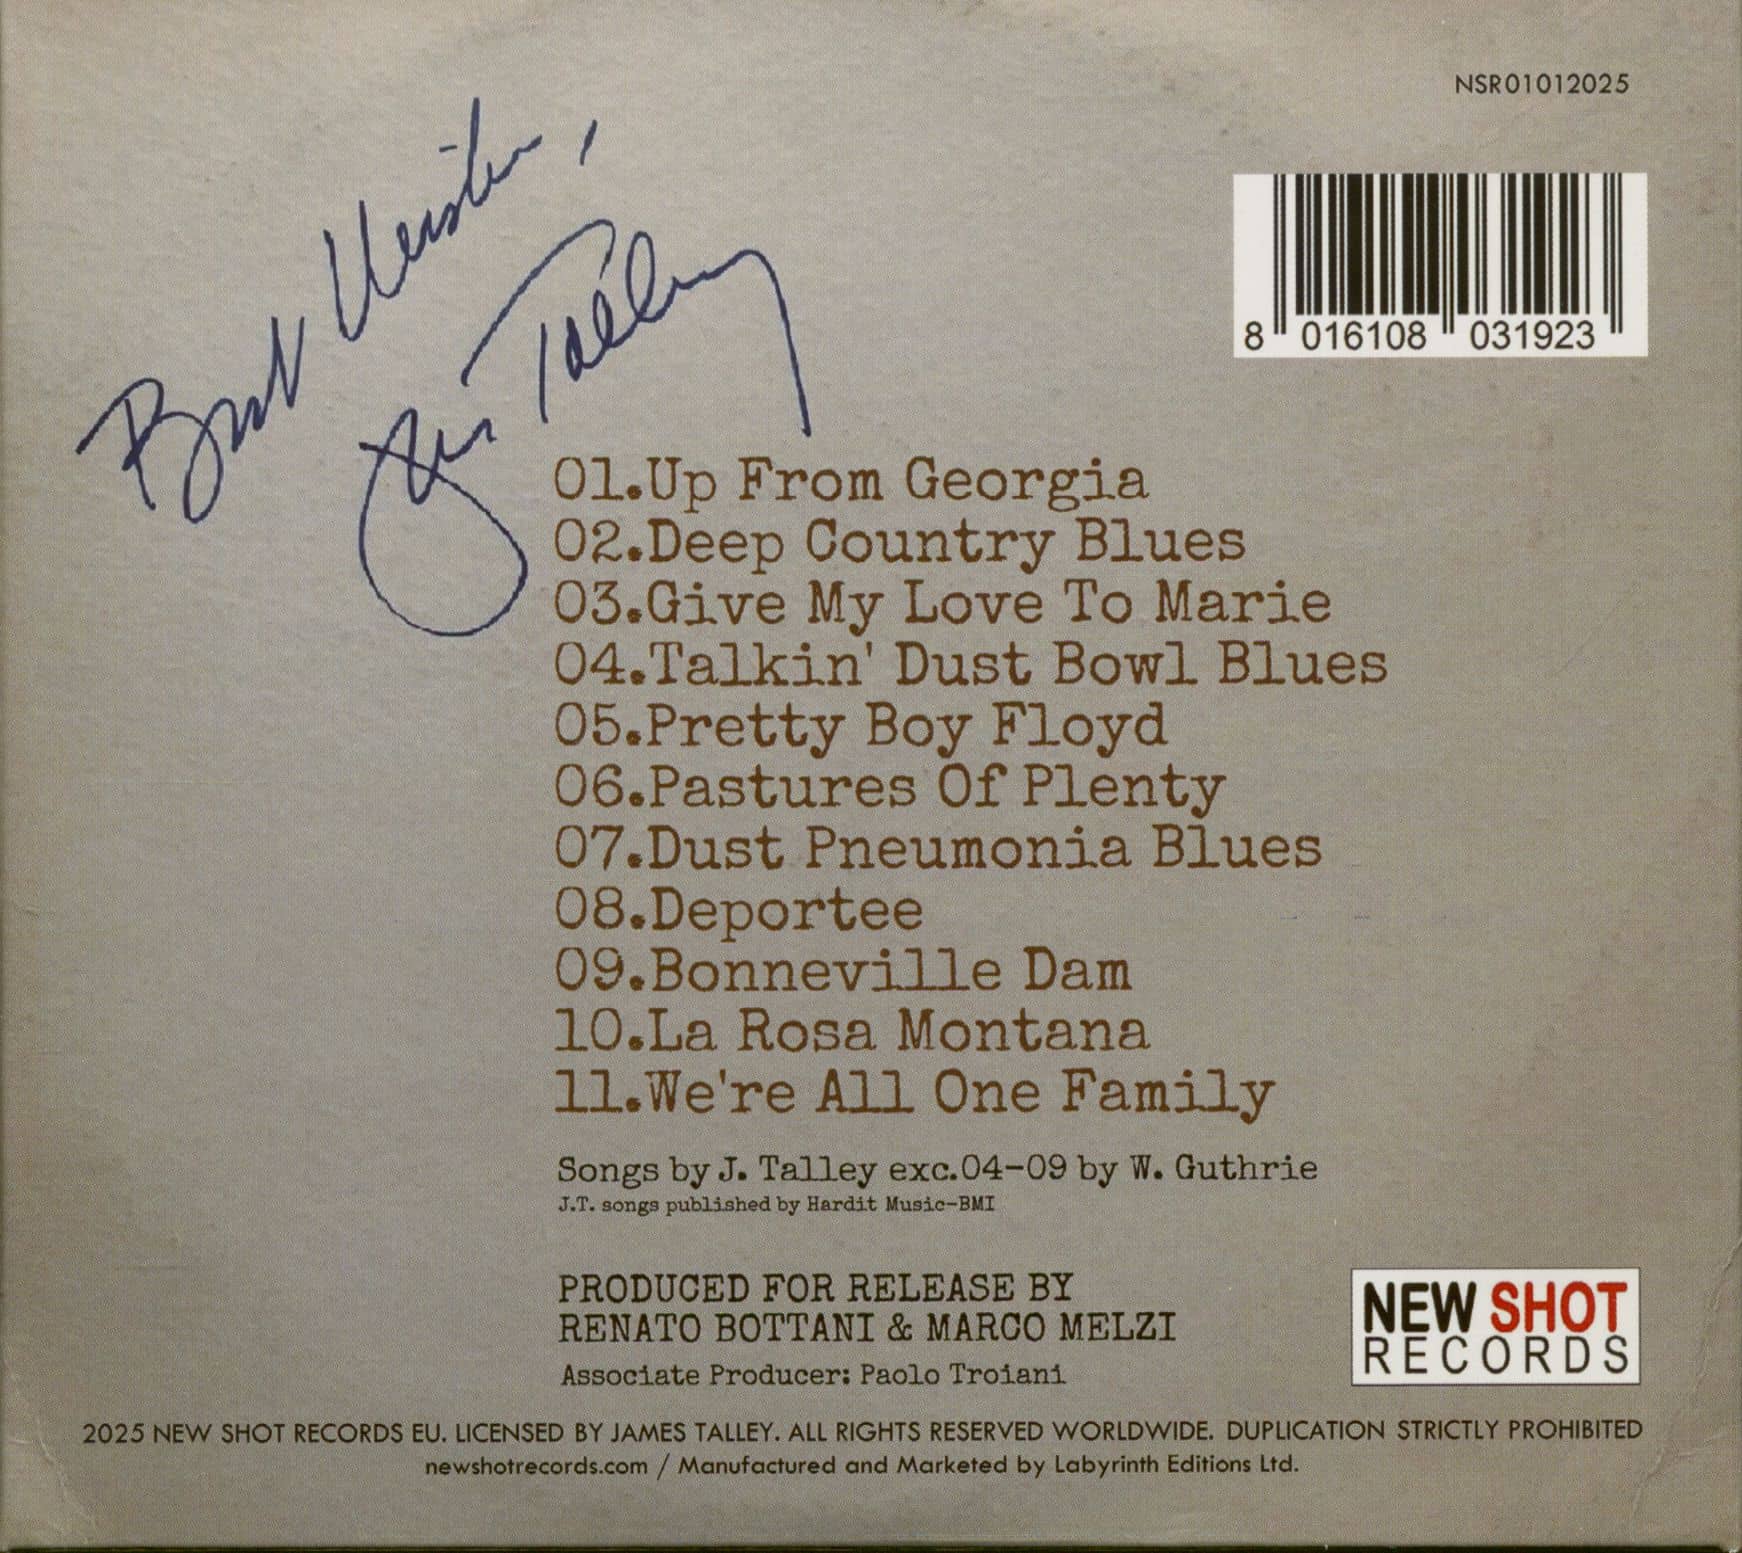 NSR01012025
Best Wishes,
James Talley
8 016108 031923
01.Up From Georgia
02.Deep Country Blues
03.Give My Love To Marie
04.Talkin' Dust Bowl Blues
05.Pretty Boy Floyd
06.Pastures Of Plenty
07.Dust Pneumonia Blues
08.Deportee
09.Bonneville Dam
10.La Rosa Montana
11.We're All One Family
Songs by J. Talley exc.04-09 by W. Guthrie
J.T. songs published by Hardit Music-BMI
PRODUCED FOR RELEASE BY
RENATO BOTTANI & MARCO MELZI
Associate Producer: Paolo Troiani
NEW SHOT
RECORDS
2025 NEW SHOT RECORDS EU. LICENSED BY JAMES TALLEY. ALL RIGHTS RESERVED WORLDWIDE. DUPLICATION STRICTLY PROHIBITED
newshotrecords.com / Manufactured and Marketed by Labyrinth Editions Ltd.